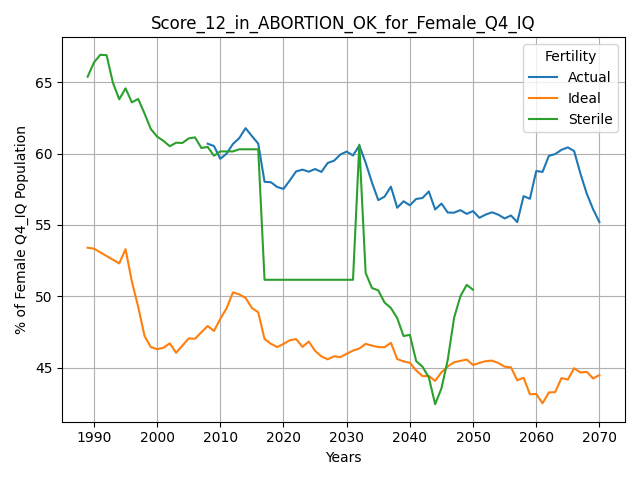 Score_12_in_ABORTION_OK_for_Female_Q4_IQ
Fertility
Actual
Ideal
Sterile
% of Female Q4_IQ Population
65
60
55
50
45
1990
2000
2010
2020
2030
2040
2050
2060
2070
Years